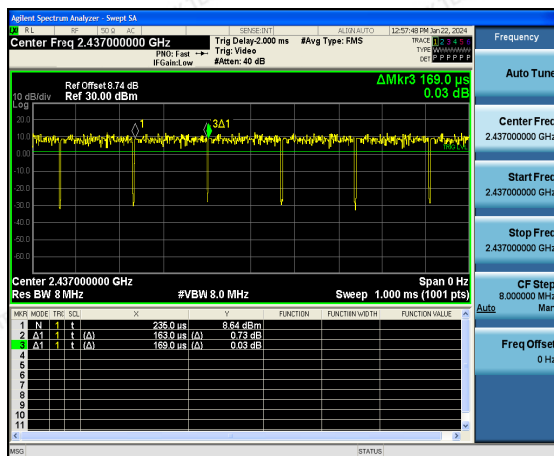 Agilent Spectrum Analyzer - Swept SA
RL RF 50 Ω AC SENSE:INT ALIGN AUTO 12:57:48 PM Jan 22, 2024
Center Freq 2.437000000 GHz
PNO: Fast
IFGain:Low
Trig Delay-2.000 ms
Trig: Video
#Atten: 40 dB
#Avg Type: RMS
TRACE 1 2 3 4 5 6
TYPE
DET P P P P P P
Frequency
Auto Tune
Center Freq
2.437000000 GHz
Start Freq
2.437000000 GHz
Stop Freq
2.437000000 GHz
CF Step
8.000000 MHz
Auto Man
Freq Offset
0 Hz
ΔMkr3 169.0 µs
0.03 dB
Ref Offset 8.74 dB
10 dB/div Ref 30.00 dBm
Log
20.0
10.0
0.00
-10.0
-20.0
-30.0
-40.0
-50.0
-60.0
1
3Δ1
Center 2.437000000 GHz Span 0 Hz
Res BW 8 MHz #VBW 8.0 MHz Sweep 1.000 ms (1001 pts)
MKR MODE TRC SCL X Y FUNCTION FUNCTION WIDTH FUNCTION VALUE
1 N 1 t 235.0 µs 8.64 dBm
2 Δ1 1 t (Δ) 163.0 µs (Δ) 0.73 dB
3 Δ1 1 t (Δ) 169.0 µs (Δ) 0.03 dB
4
5
6
7
8
9
10
11
MSG STATUS